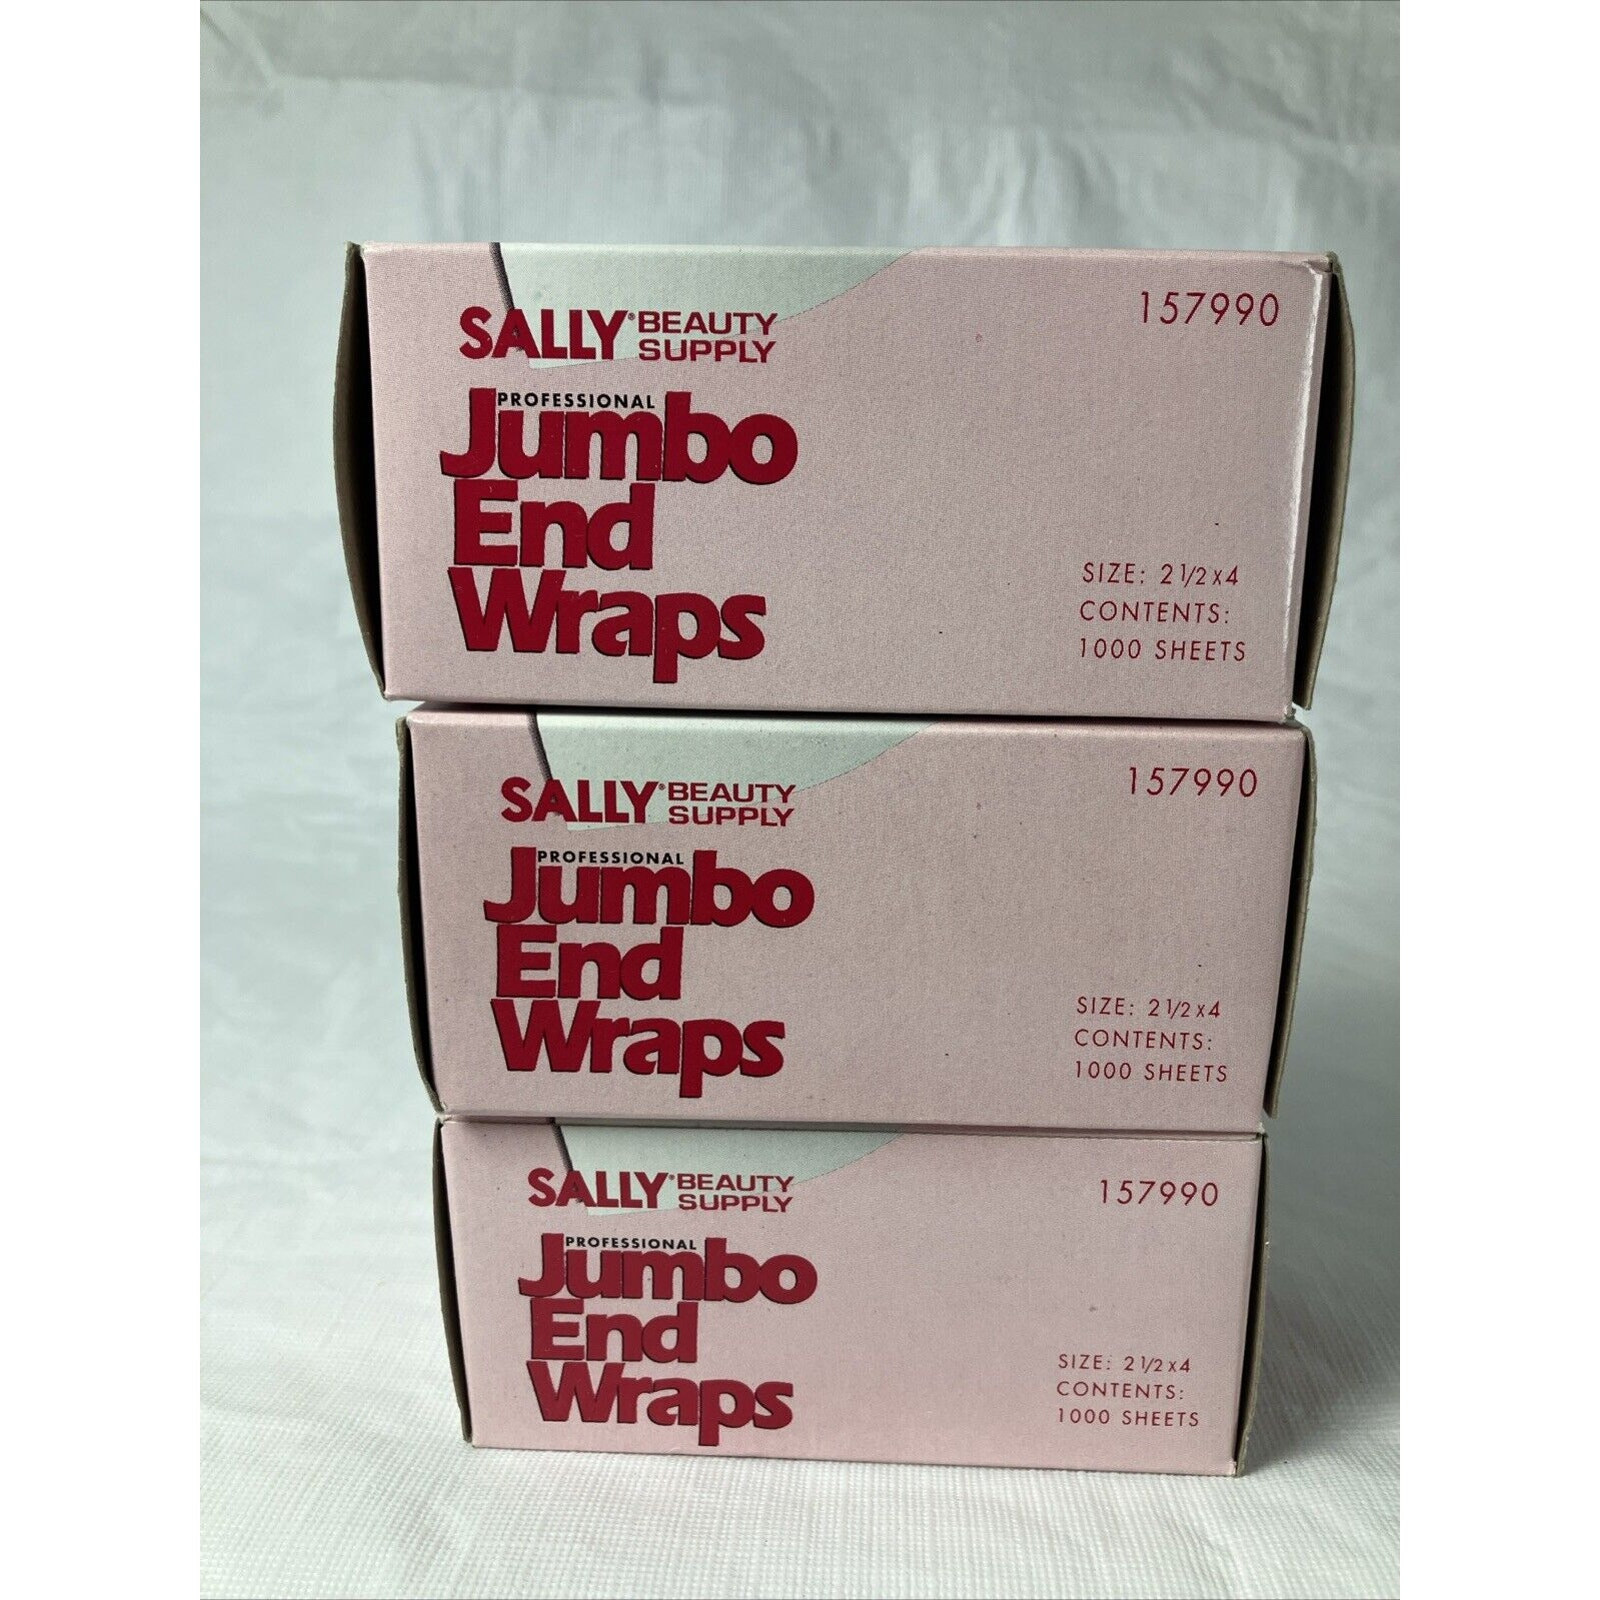 SALLY® BEAUTY
SUPPLY
157990
PROFESSIONAL
Jumbo
End
Wraps
SIZE: 2 1/2 x 4
CONTENTS:
1000 SHEETS
SALLY® BEAUTY
SUPPLY
157990
PROFESSIONAL
Jumbo
End
Wraps
SIZE: 2 1/2 x 4
CONTENTS:
1000 SHEETS
SALLY® BEAUTY
SUPPLY
157990
PROFESSIONAL
Jumbo
End
Wraps
SIZE: 2 1/2 x 4
CONTENTS:
1000 SHEETS